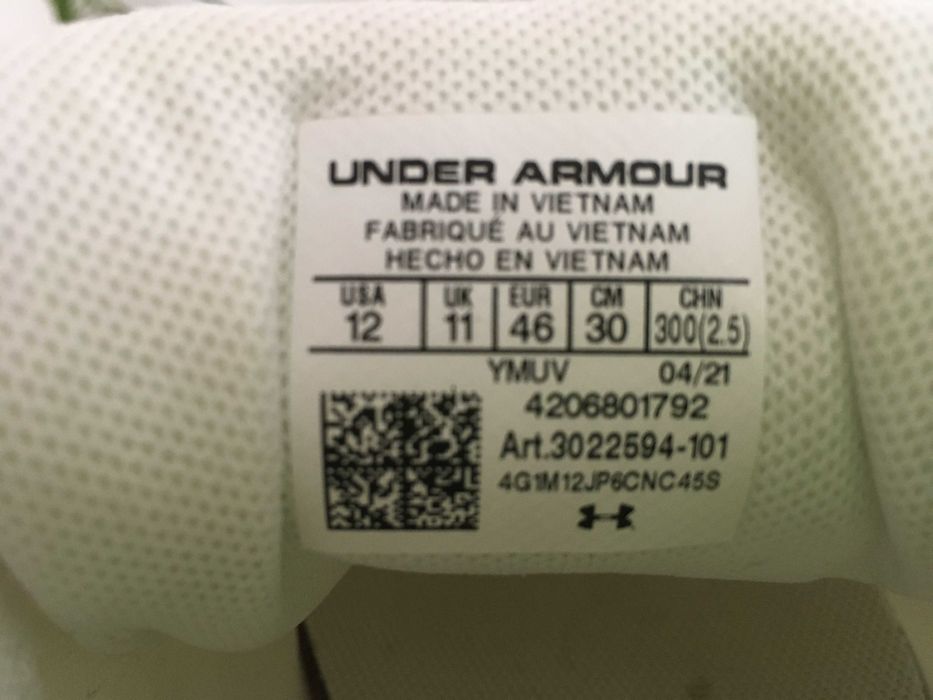 UNDER ARMOUR
MADE IN VIETNAM
FABRIQUÉ AU VIETNAM
HECHO EN VIETNAM
USA UK EUR CM CHN
12 11 46 30 300(2.5)
YMUV 04/21
4206801792
Art.3022594-101
4G1M12JP6CNC45S